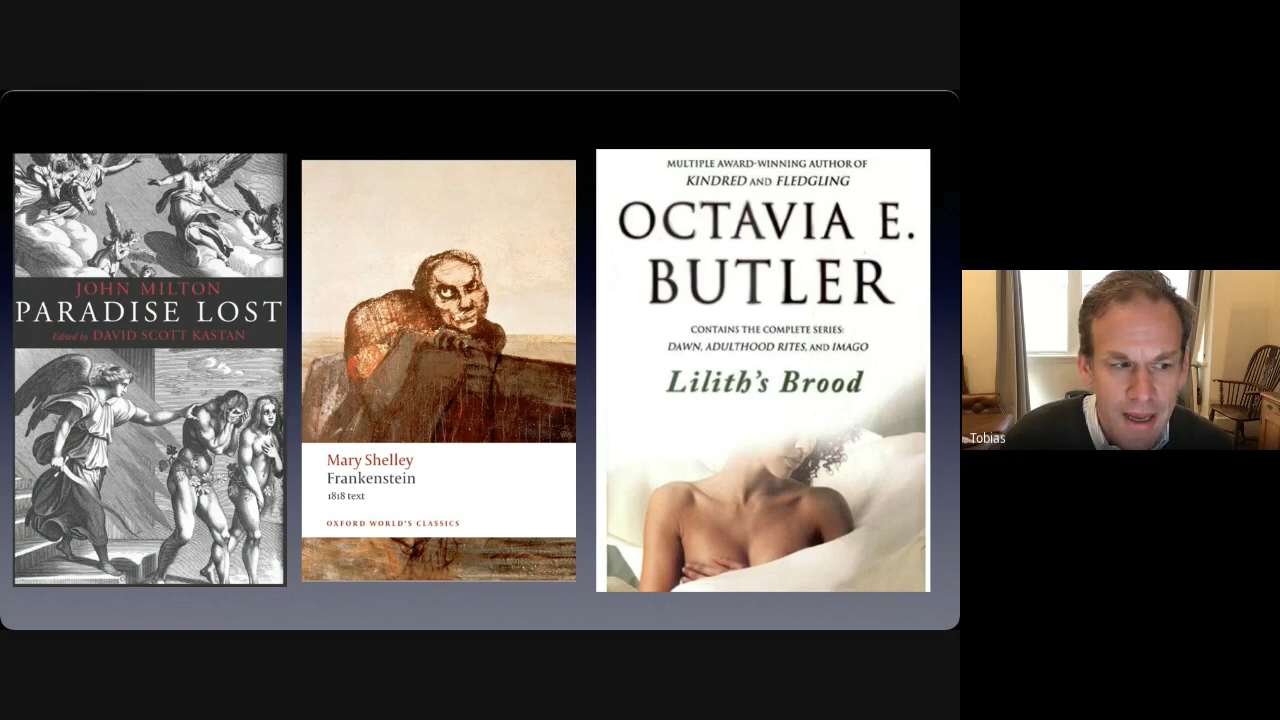 JOHN MILTON
PARADISE LOST
Edited by DAVID SCOTT KASTAN
Mary Shelley
Frankenstein
1818 text
OXFORD WORLD'S CLASSICS
MULTIPLE AWARD-WINNING AUTHOR OF
KINDRED AND FLEDGLING
OCTAVIA E.
BUTLER
CONTAINS THE COMPLETE SERIES:
DAWN, ADULTHOOD RITES, AND IMAGO
Lilith's Brood
Tobias